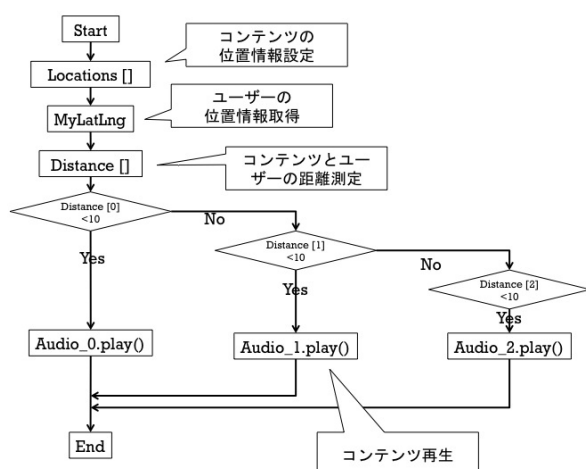 Start
コンテンツの
位置情報設定
Locations []
ユーザーの
位置情報取得
MyLatLng
コンテンツとユー
ザーの距離測定
Distance []
Distance [0]
<10
No
Distance [1]
<10
No
Distance [2]
<10
Yes
Yes
Yes
Audio_0.play()
Audio_1.play()
Audio_2.play()
End
コンテンツ再生